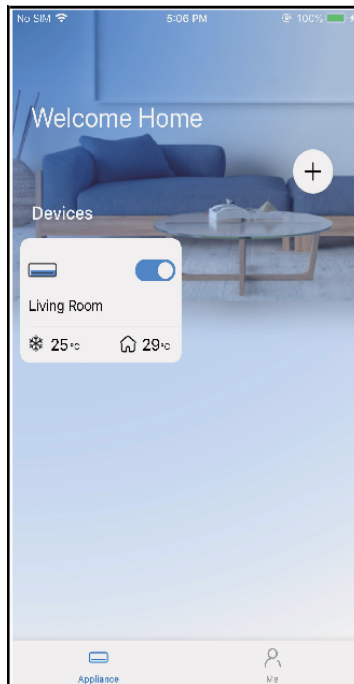 No SIM 5:06 PM 100%
Welcome Home
+
Devices
Living Room
25°C 29°C
Appliance Me